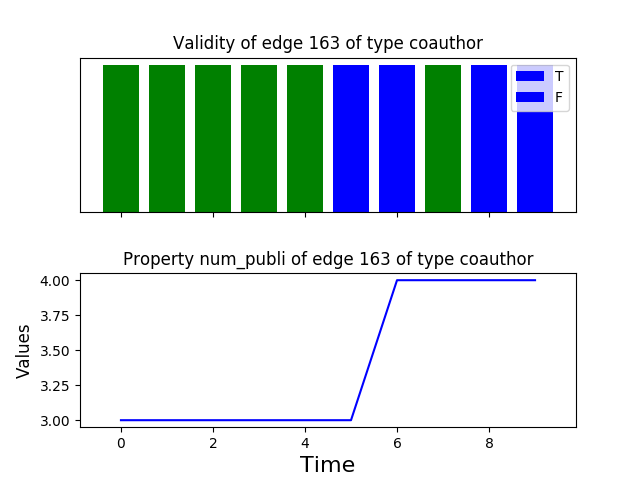 Validity of edge 163 of type coauthor
T
F
Property num_publi of edge 163 of type coauthor
4.00
3.75
3.50
3.25
3.00
Values
0 2 4 6 8
Time